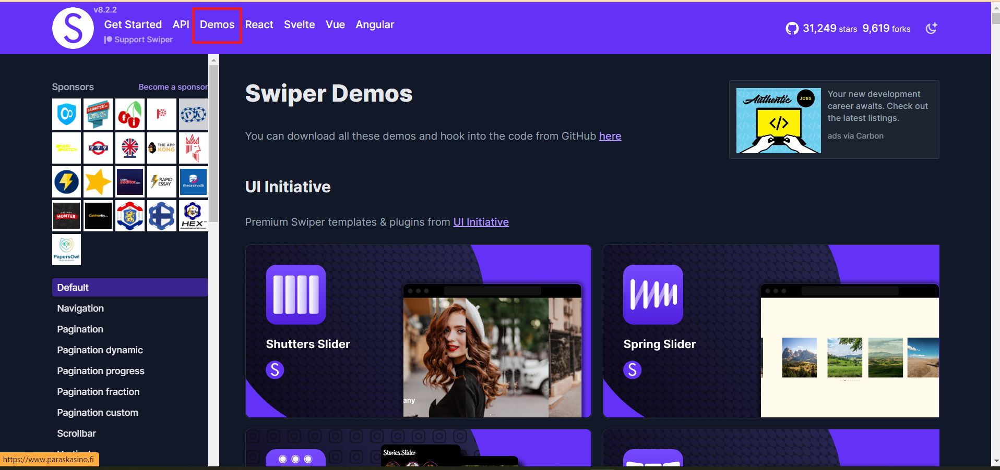 v8.2.2
Get Started API Demos React Svelte Vue Angular
Support Swiper
31,249 stars 9,619 forks
Sponsors
Become a sponsor
CASINOTEST
100%
f i
777
THE APP
KONG
auditor.com
RAPID
ESSAY
thecasinodb
HUNTER
Casinority
HEX
PapersOwl
Default
Navigation
Pagination
Pagination dynamic
Pagination progress
Pagination fraction
Pagination custom
Scrollbar
https://www.paraskasino.fi
Swiper Demos
You can download all these demos and hook into the code from GitHub here
Authentic JOBS
</>
Your new development
career awaits. Check out
the latest listings.
ads via Carbon
UI Initiative
Premium Swiper templates & plugins from UI Initiative
Shutters Slider
S
any
Spring Slider
S
Stories Slider